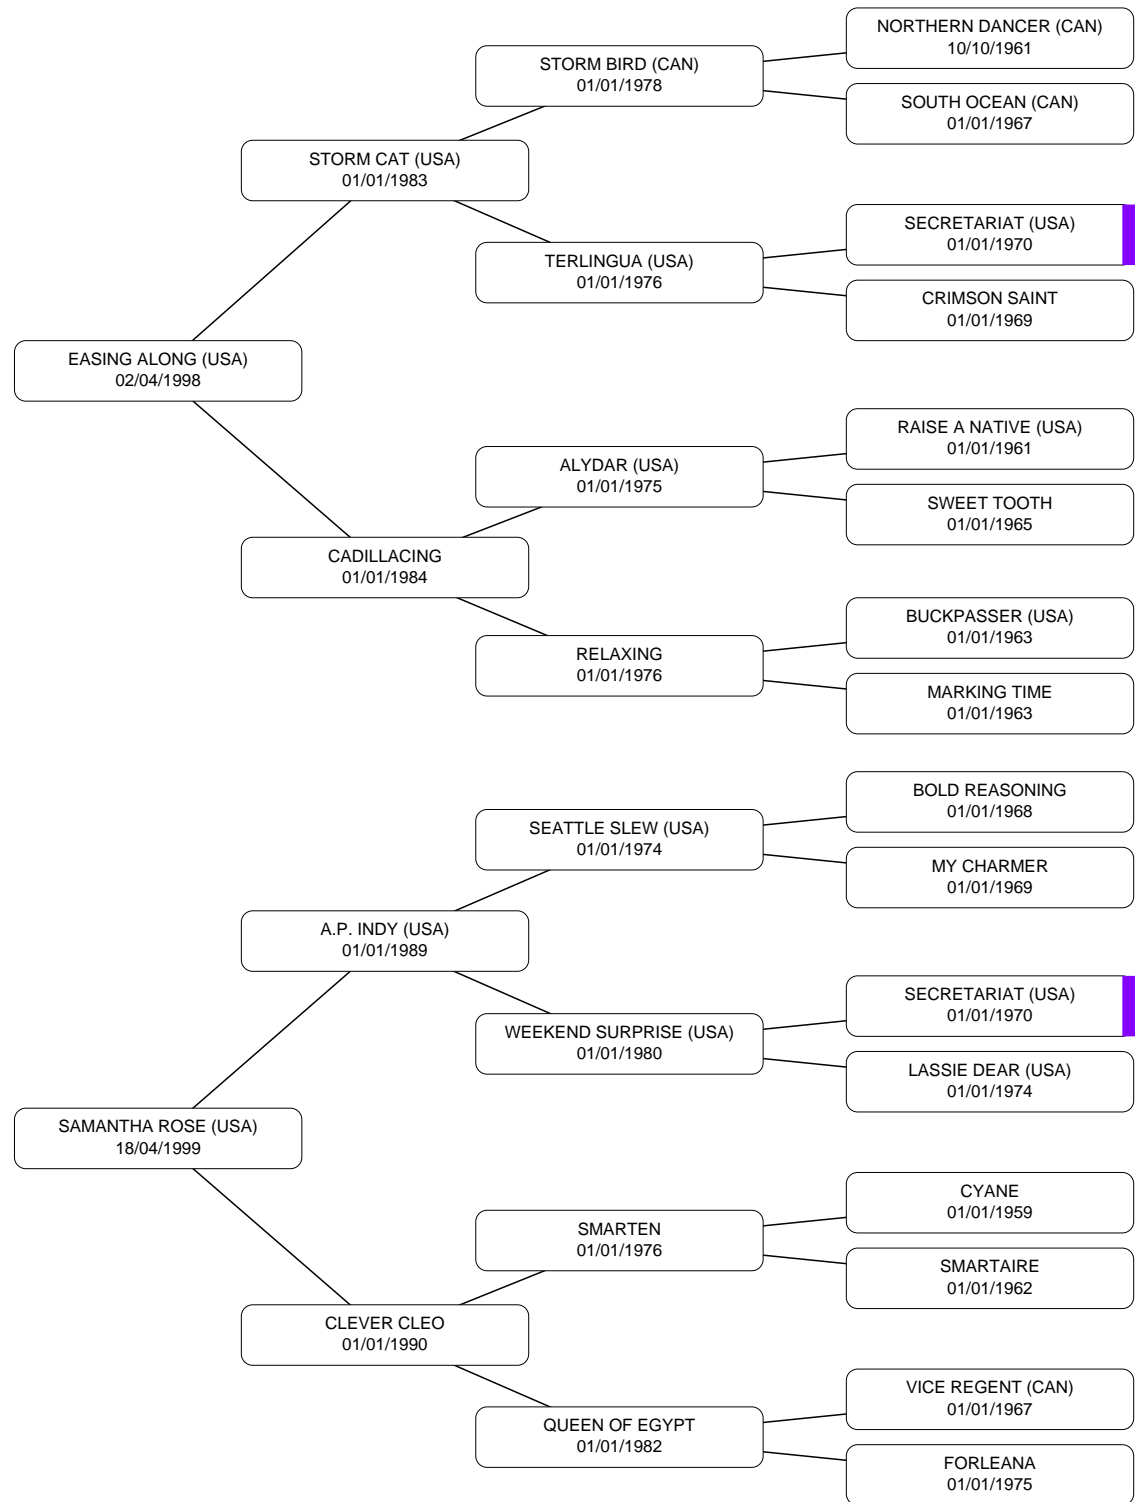 NORTHERN DANCER (CAN)
10/10/1961
STORM BIRD (CAN)
01/01/1978
SOUTH OCEAN (CAN)
01/01/1967
STORM CAT (USA)
01/01/1983
SECRETARIAT (USA)
01/01/1970
TERLINGUA (USA)
01/01/1976
CRIMSON SAINT
01/01/1969
EASING ALONG (USA)
02/04/1998
RAISE A NATIVE (USA)
01/01/1961
ALYDAR (USA)
01/01/1975
SWEET TOOTH
01/01/1965
CADILLACING
01/01/1984
BUCKPASSER (USA)
01/01/1963
RELAXING
01/01/1976
MARKING TIME
01/01/1963
BOLD REASONING
01/01/1968
SEATTLE SLEW (USA)
01/01/1974
MY CHARMER
01/01/1969
A.P. INDY (USA)
01/01/1989
SECRETARIAT (USA)
01/01/1970
WEEKEND SURPRISE (USA)
01/01/1980
LASSIE DEAR (USA)
01/01/1974
SAMANTHA ROSE (USA)
18/04/1999
CYANE
01/01/1959
SMARTEN
01/01/1976
SMARTAIRE
01/01/1962
CLEVER CLEO
01/01/1990
VICE REGENT (CAN)
01/01/1967
QUEEN OF EGYPT
01/01/1982
FORLEANA
01/01/1975